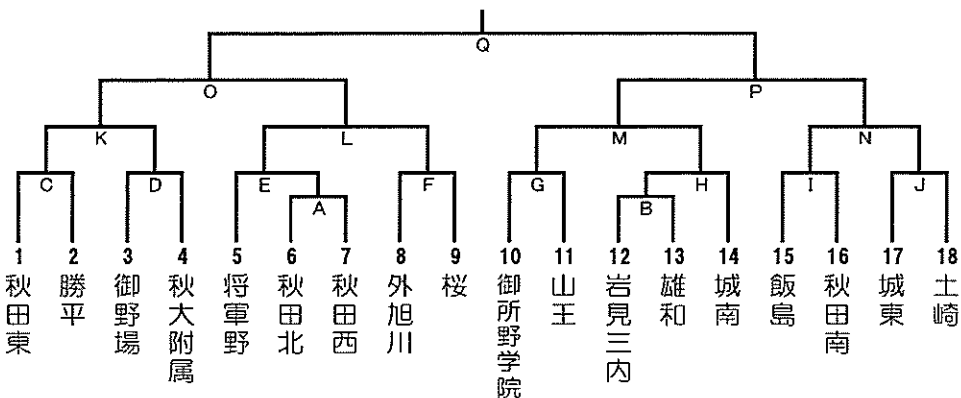 Q
O P
K L M N
C D E F G H I J
A B
1 2 3 4 5 6 7 8 9 10 11 12 13 14 15 16 17 18
秋田東
勝平
御野場
秋大附属
将軍野
秋田北
秋田西
外旭川
桜
御所野学院
山王
岩見三内
雄和
城南
飯島
秋田南
城東
土崎